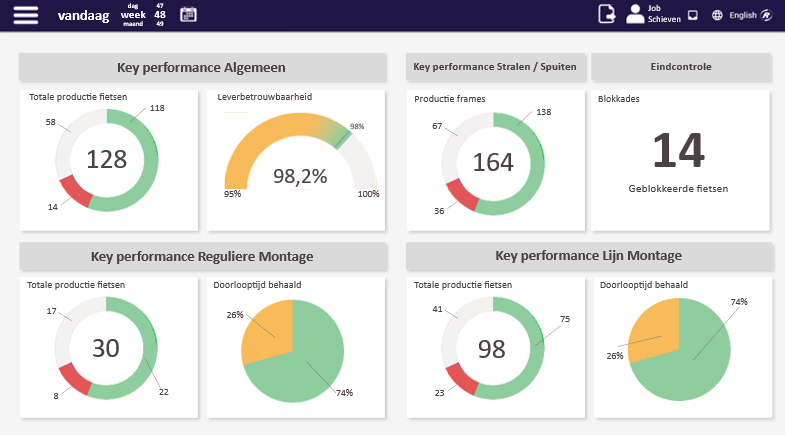 vandaag
dag
week
maand
47
48
49
Job
Schieven
English
Key performance Algemeen
Key performance Stralen / Spuiten
Eindcontrole
Totale productie fietsen
118
58
128
14
Leverbetrouwbaarheid
98%
98,2%
95%
100%
Productie frames
138
67
164
36
Blokkades
14
Geblokkeerde fietsen
Key performance Reguliere Montage
Key performance Lijn Montage
Totale productie fietsen
17
30
8
22
Doorlooptijd behaald
26%
74%
Totale productie fietsen
41
75
98
23
Doorlooptijd behaald
74%
26%